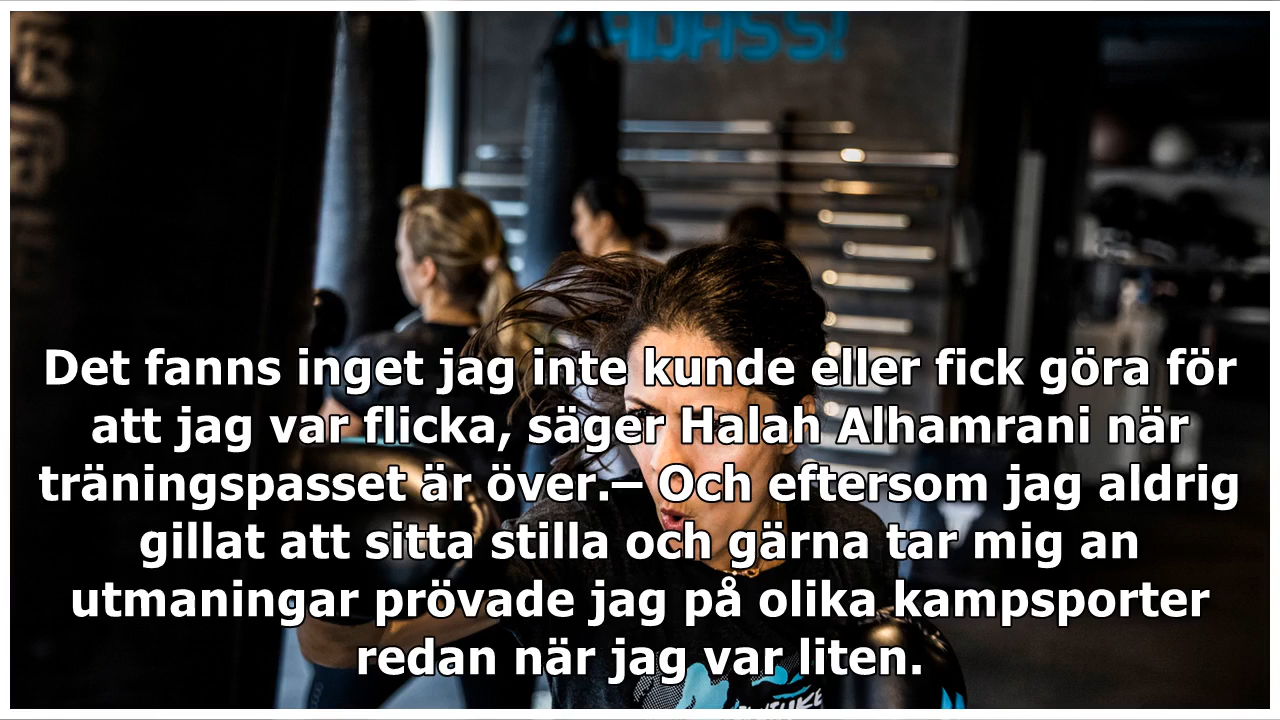 ADASS!
Det fanns inget jag inte kunde eller fick göra för
att jag var flicka, säger Halah Alhamrani när
träningspasset är över.– Och eftersom jag aldrig
gillat att sitta stilla och gärna tar mig an
utmaningar prövade jag på olika kampsporter
redan när jag var liten.